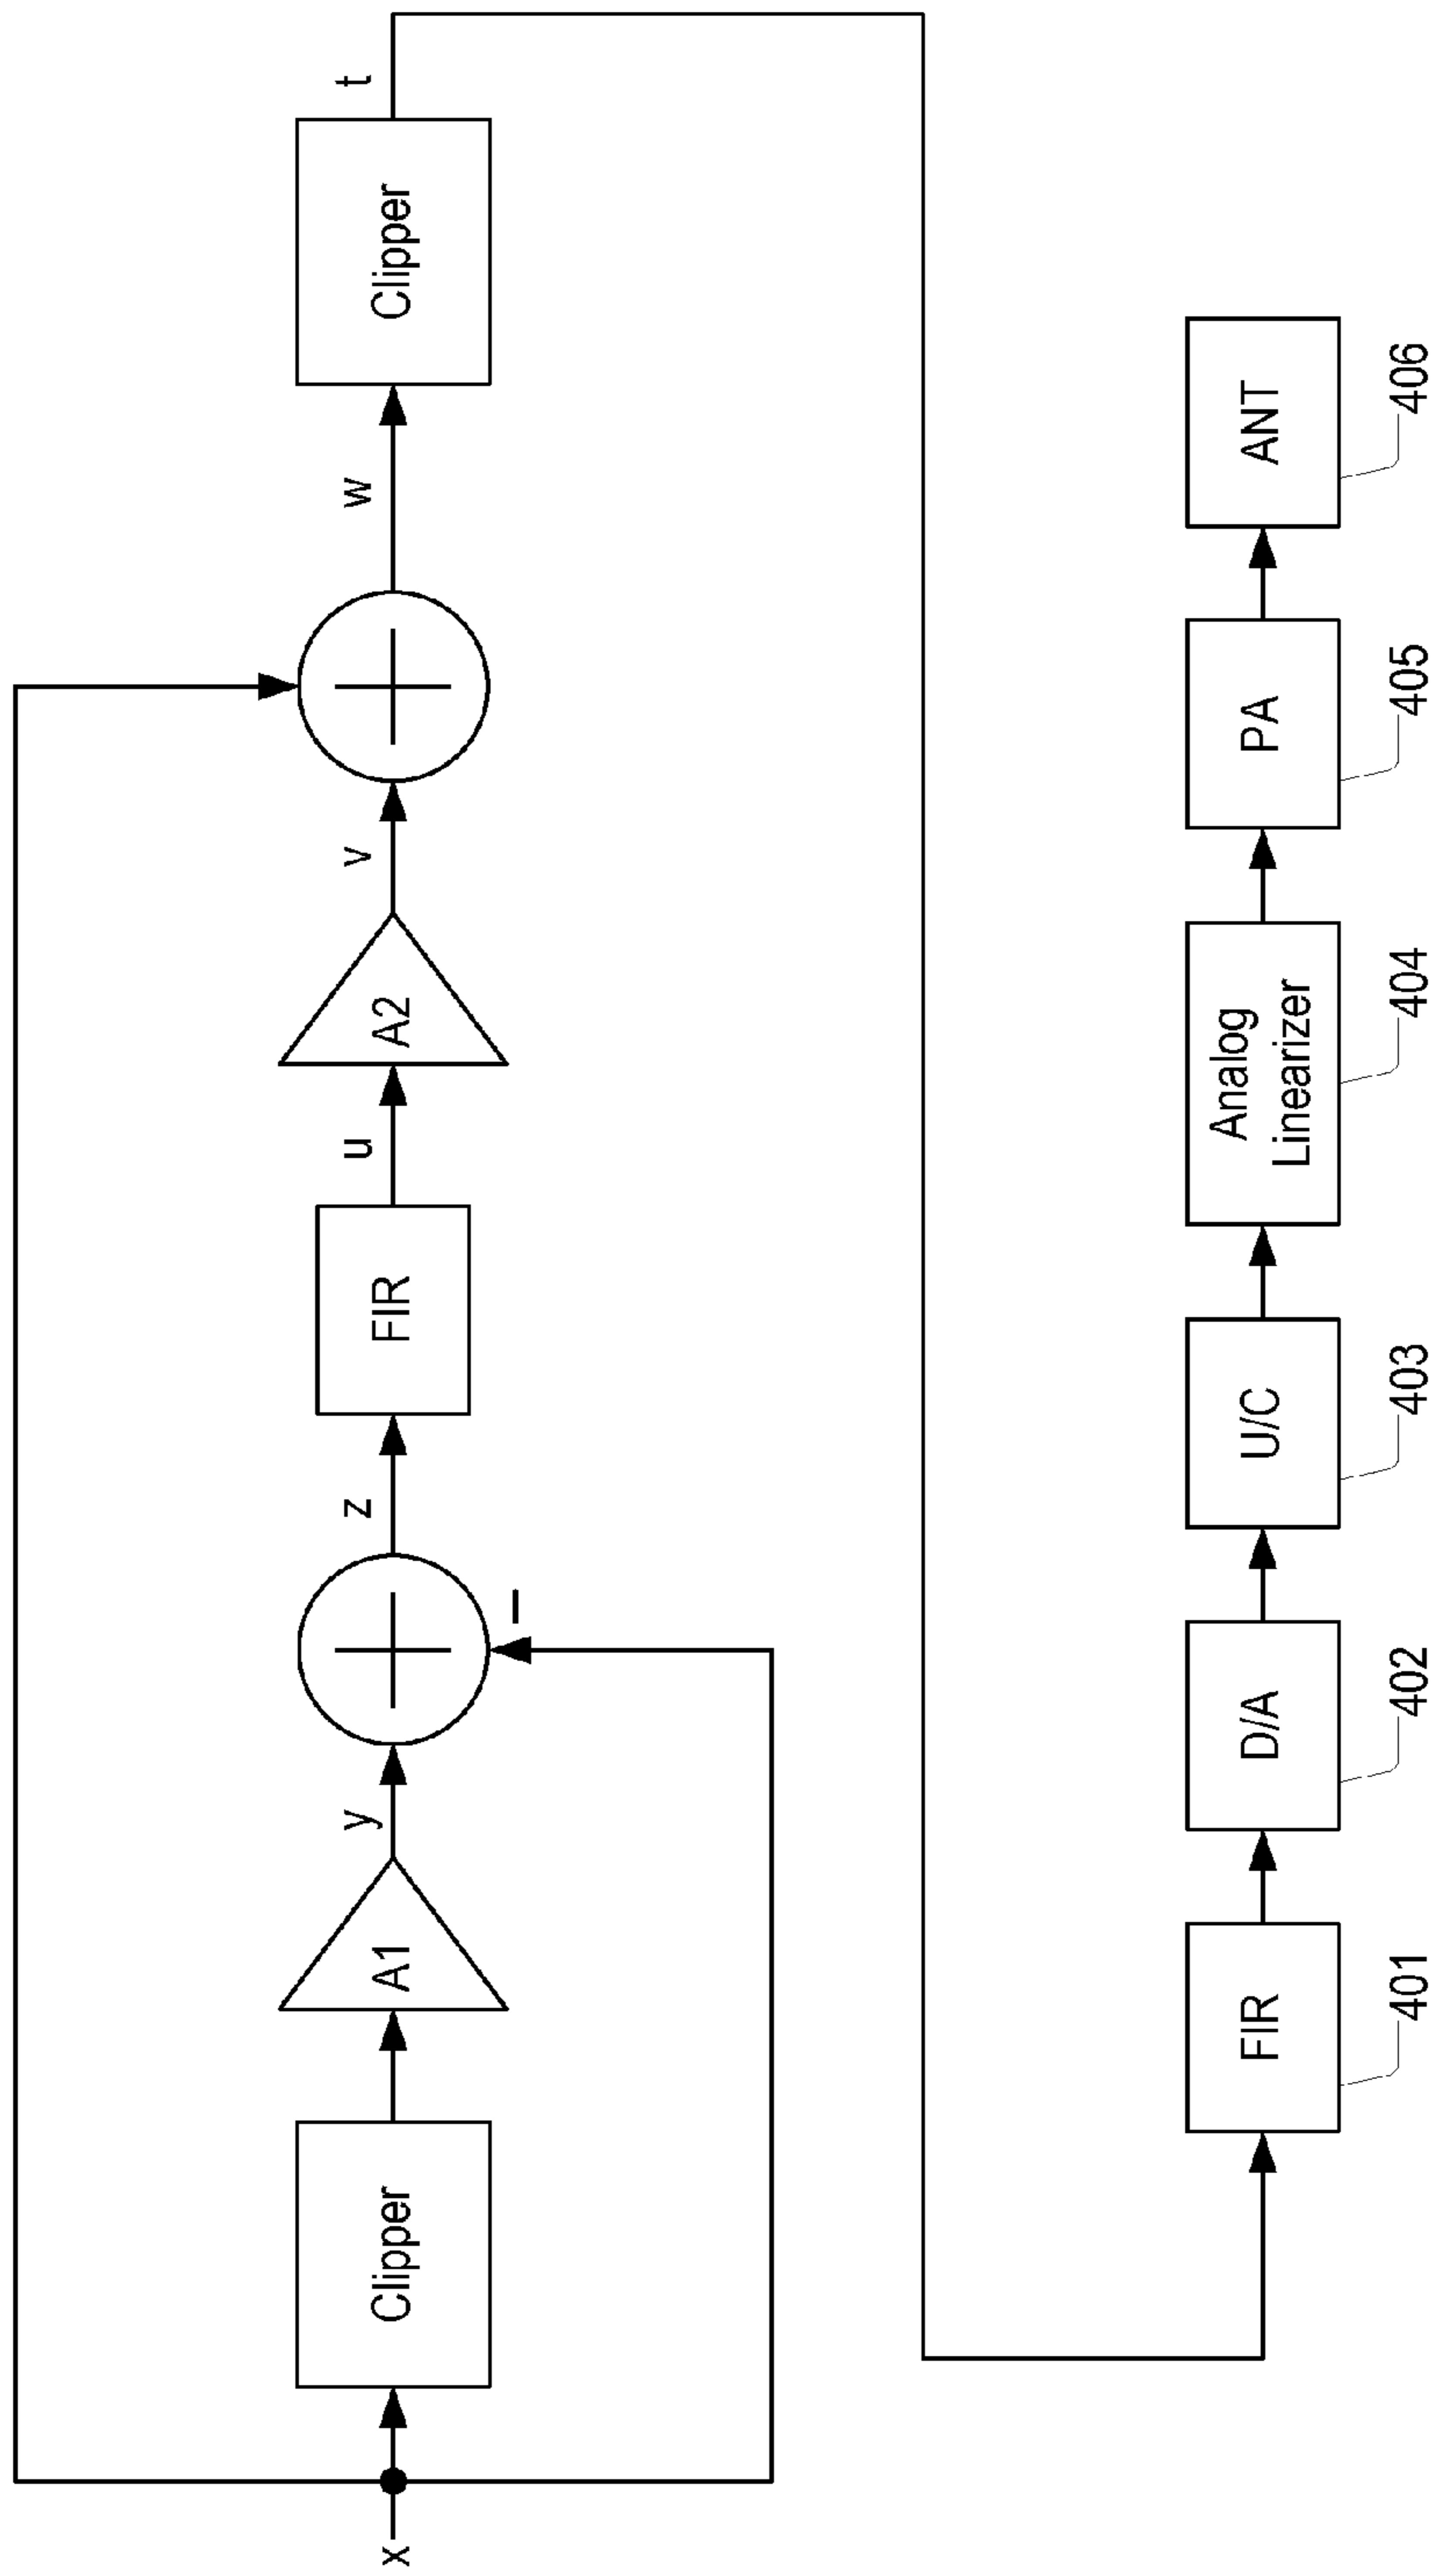 x
Clipper
A1
y
−
z
FIR
u
A2
v
w
Clipper
t
FIR
401
D/A
402
U/C
403
Analog
Linearizer
404
PA
405
ANT
406